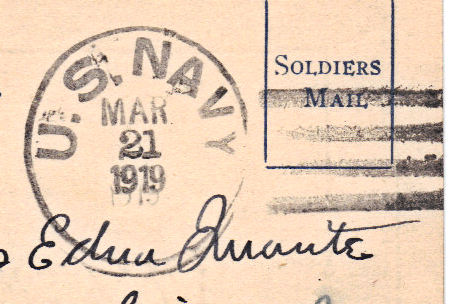 U.S. NAVY
MAR
21
1919
SOLDIERS
MAIL
Edna